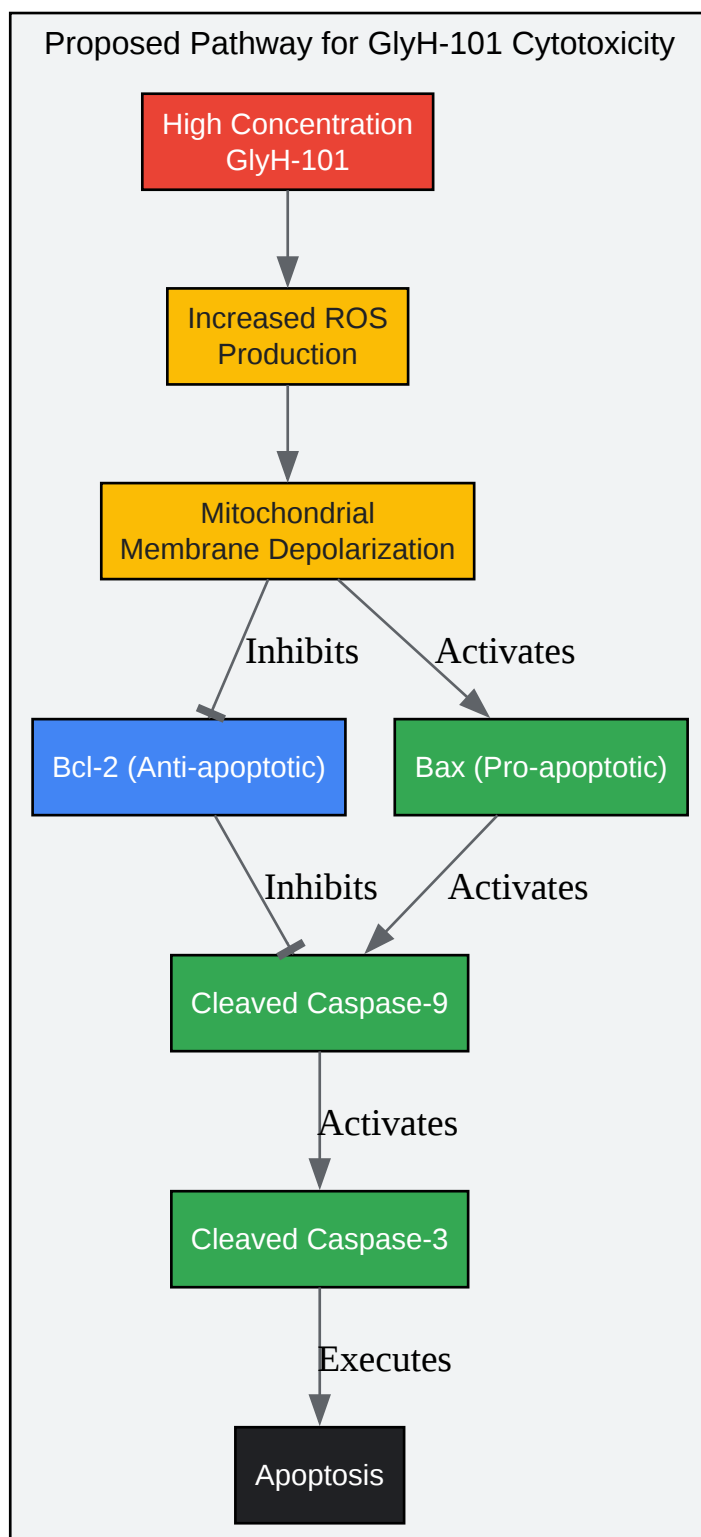 Proposed Pathway for GlyH-101 Cytotoxicity
High Concentration
GlyH-101
Increased ROS
Production
Mitochondrial
Membrane Depolarization
Inhibits
Activates
Bcl-2 (Anti-apoptotic)
Bax (Pro-apoptotic)
Inhibits
Activates
Cleaved Caspase-9
Activates
Cleaved Caspase-3
Executes
Apoptosis